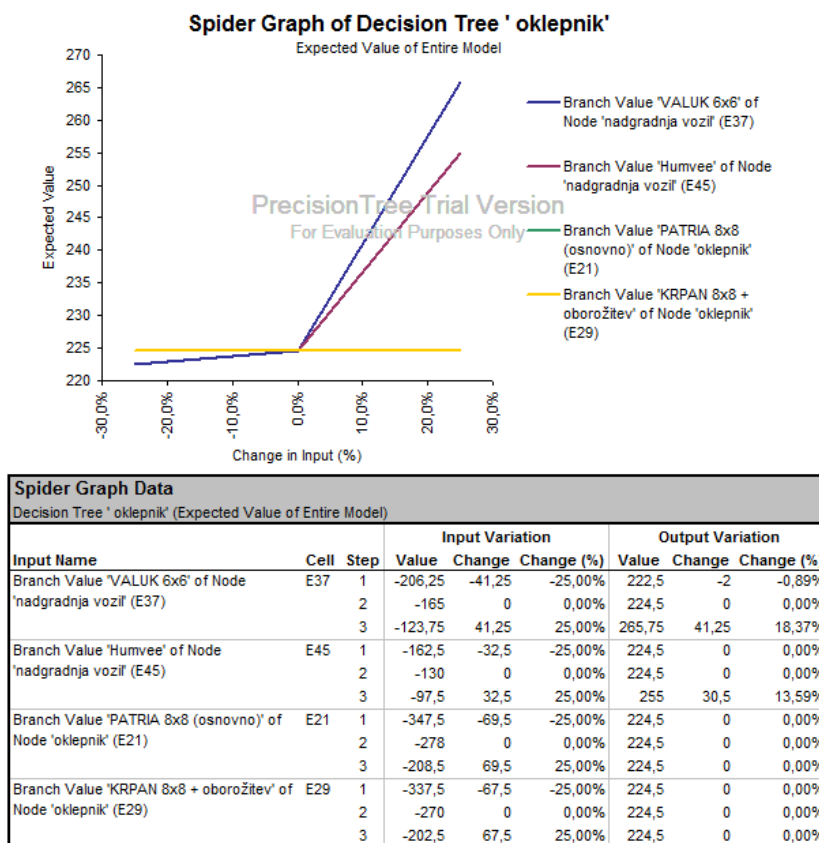 Spider Graph of Decision Tree ' oklepnik'
Expected Value of Entire Model
270
265
260
255
250
245
240
235
230
225
220
Expected Value
-30,0%
-20,0%
-10,0%
0,0%
10,0%
20,0%
30,0%
Change in Input (%)
PrecisionTree Trial Version
For Evaluation Purposes Only
Branch Value 'VALUK 6x6' of
Node 'nadgradnja vozil' (E37)
Branch Value 'Humvee' of Node
'nadgradnja vozil' (E45)
Branch Value 'PATRIA 8x8
(osnovno)' of Node 'oklepnik'
(E21)
Branch Value 'KRPAN 8x8 +
oborožitev' of Node 'oklepnik'
(E29)
Spider Graph Data
Decision Tree ' oklepnik' (Expected Value of Entire Model)
Input Variation Output Variation
Input Name Cell Step Value Change Change (%) Value Change Change (%)
Branch Value 'VALUK 6x6' of Node E37 1 -206,25 -41,25 -25,00% 222,5 -2 -0,89%
'nadgradnja vozil' (E37) 2 -165 0 0,00% 224,5 0 0,00%
3 -123,75 41,25 25,00% 265,75 41,25 18,37%
Branch Value 'Humvee' of Node E45 1 -162,5 -32,5 -25,00% 224,5 0 0,00%
'nadgradnja vozil' (E45) 2 -130 0 0,00% 224,5 0 0,00%
3 -97,5 32,5 25,00% 255 30,5 13,59%
Branch Value 'PATRIA 8x8 (osnovno)' of E21 1 -347,5 -69,5 -25,00% 224,5 0 0,00%
Node 'oklepnik' (E21) 2 -278 0 0,00% 224,5 0 0,00%
3 -208,5 69,5 25,00% 224,5 0 0,00%
Branch Value 'KRPAN 8x8 + oborožitev' of E29 1 -337,5 -67,5 -25,00% 224,5 0 0,00%
Node 'oklepnik' (E29) 2 -270 0 0,00% 224,5 0 0,00%
3 -202,5 67,5 25,00% 224,5 0 0,00%